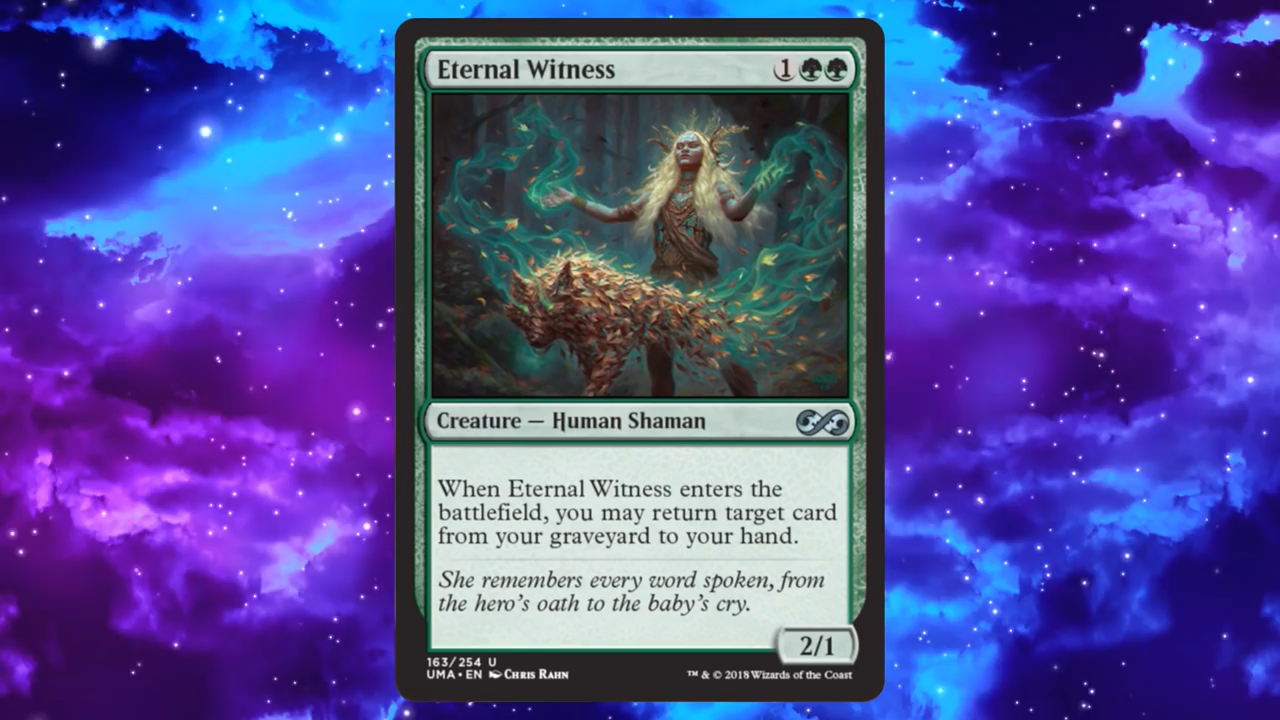 Eternal Witness 1
Creature — Human Shaman
When Eternal Witness enters the
battlefield, you may return target card
from your graveyard to your hand.
She remembers every word spoken, from
the hero's oath to the baby's cry.
2/1
163/254 U
UMA • EN Chris Rahn
™ & © 2018 Wizards of the Coast